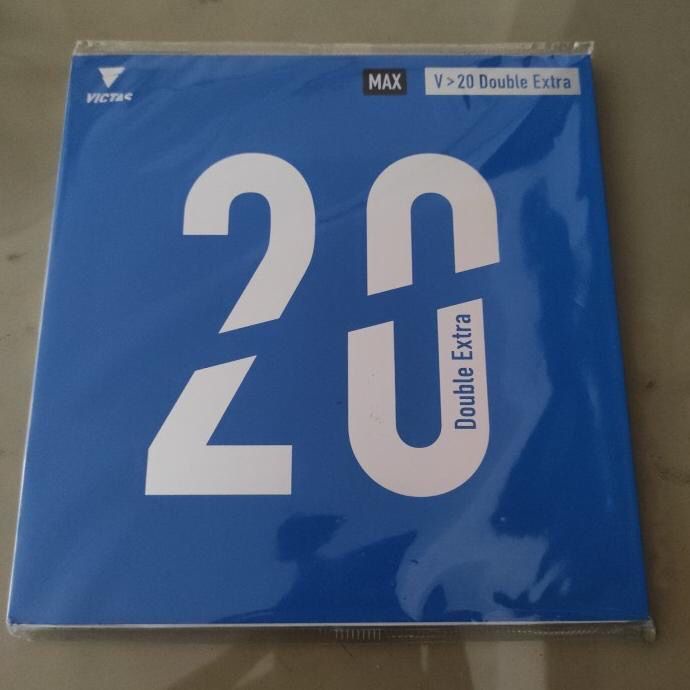 VICTAS
MAX
V>20 Double Extra
20
Double Extra